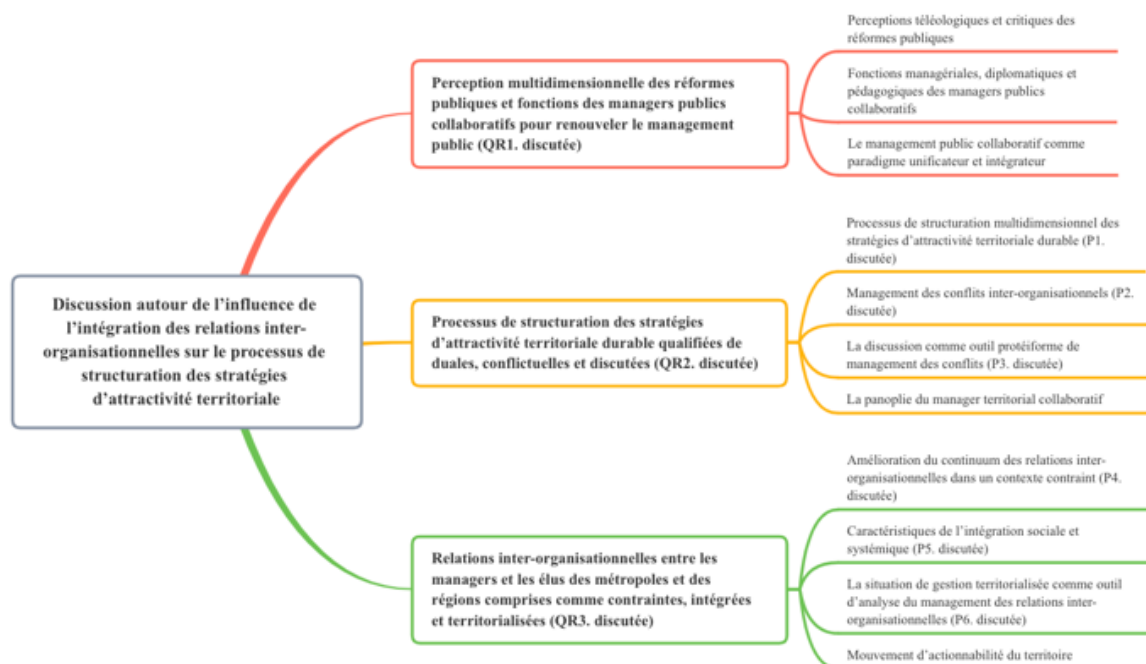 Discussion autour de l’influence de
l’intégration des relations inter-
organisationnelles sur le processus de
structuration des stratégies
d’attractivité territoriale
Perception multidimensionnelle des réformes
publiques et fonctions des managers publics
collaboratifs pour renouveler le management
public (QR1. discutée)
Perceptions téléologiques et critiques des
réformes publiques
Fonctions managériales, diplomatiques et
pédagogiques des managers publics
collaboratifs
Le management public collaboratif comme
paradigme unificateur et intégrateur
Processus de structuration des stratégies
d’attractivité territoriale durable qualifiées de
duales, conflictuelles et discutées (QR2. discutée)
Processus de structuration multidimensionnel des
stratégies d’attractivité territoriale durable (P1.
discutée)
Management des conflits inter-organisationnels (P2.
discutée)
La discussion comme outil protéiforme de
management des conflits (P3. discutée)
La panoplie du manager territorial collaboratif
Relations inter-organisationnelles entre les
managers et les élus des métropoles et des
régions comprises comme contraintes, intégrées
et territorialisées (QR3. discutée)
Amélioration du continuum des relations inter-
organisationnelles dans un contexte contraint (P4.
discutée)
Caractéristiques de l’intégration sociale et
systémique (P5. discutée)
La situation de gestion territorialisée comme outil
d’analyse du management des relations inter-
organisationnelles (P6. discutée)
Mouvement d’actionnabilité du territoire